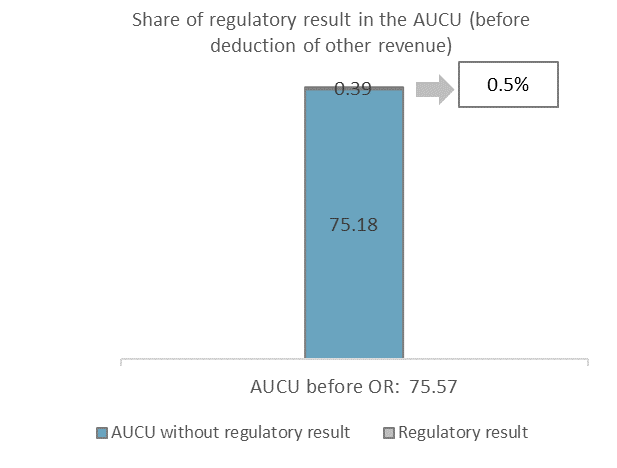 Share of regulatory result in the AUCU (before
deduction of other revenue)
0.39
0.5%
75.18
AUCU before OR: 75.57
AUCU without regulatory result
Regulatory result